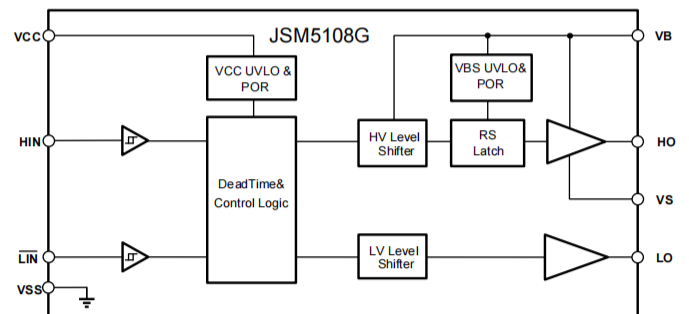 JSM5108G
VCC
VB
VCC UVLO &
POR
VBS UVLO&
POR
HIN
HV Level
Shifter
RS
Latch
HO
DeadTime&
Control Logic
VS
LIN
LV Level
Shifter
LO
VSS